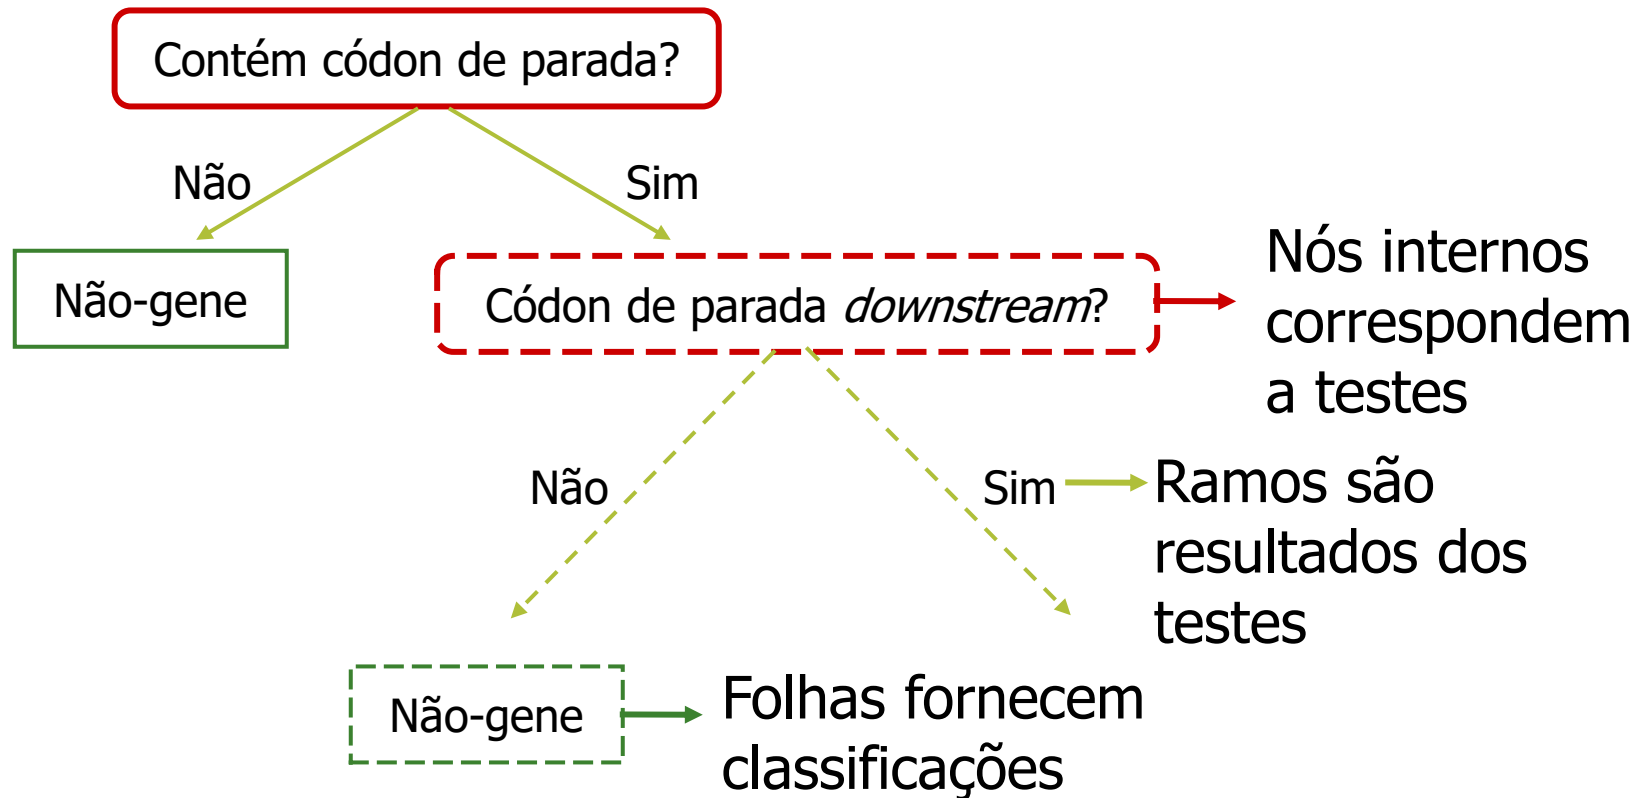 Contém códon de parada?
Não
Sim
Não-gene
Códon de parada downstream?
Nós internos
correspondem
a testes
Não
Sim
Ramos são
resultados dos
testes
Não-gene
Folhas fornecem
classificações